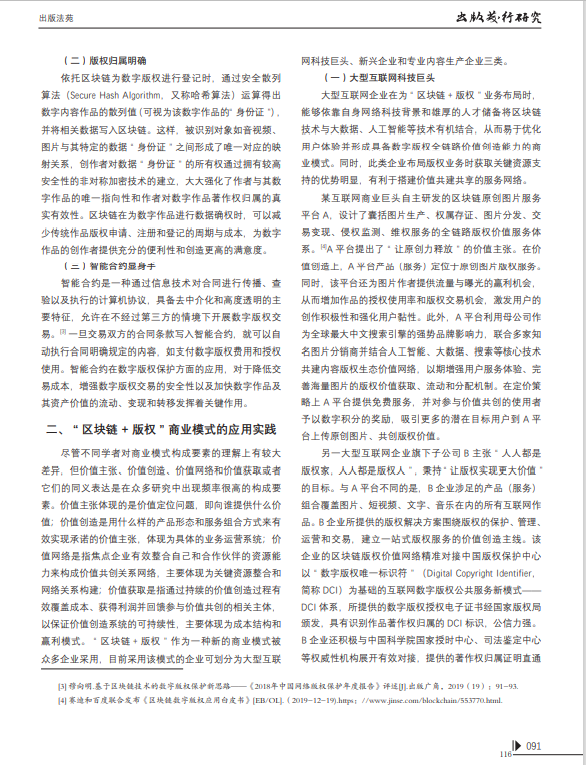 出版法苑
出版发行研究
（二）版权归属明确
依托区块链为数字版权进行登记时，通过安全散列
算法（Secure Hash Algorithm，又称哈希算法）运算得出
数字内容作品的散列值（可视为该数字作品的“身份证”），
并将相关数据写入区块链。这样，被识别对象如音视频、
图片与其特定的数据“身份证”之间形成了唯一对应的映
射关系，创作者对数据“身份证”的所有权通过拥有较高
安全性的非对称加密技术的建立，大大强化了作者与其数
字作品的唯一指向性和作者对数字作品著作权归属的真
实有效性。区块链在为数字作品进行数据确权时，可以减
少传统作品版权申请、注册和登记的周期与成本，为数字
作品的创作者提供充分的便利性和创造更高的满意度。
（三）智能合约显身手
智能合约是一种通过信息技术对合同进行传播、查
验以及执行的计算机协议，具备去中介化和高度透明的主
要特征，允许在不经过第三方的情境下开展数字版权交
易。[3]一旦交易双方的合同条款写入智能合约，就可以自
动执行合同明确规定的内容，如支付数字版权费用和授权
使用。智能合约在数字版权保护方面的应用，对于降低交
易成本，增强数字版权交易的安全性以及加快数字作品及
其资产价值的流动、变现和转移发挥着关键作用。
二、“区块链 + 版权”商业模式的应用实践
尽管不同学者对商业模式构成要素的理解上有较大
差异，但价值主张、价值创造、价值网络和价值获取或者
它们的同义表达是在众多研究中出现频率很高的构成要
素。价值主张体现的是价值定位问题，即向谁提供什么价
值；价值创造是用什么样的产品形态和服务组合方式来有
效实现承诺的价值主张，体现为具体的业务运营系统；价
值网络是指焦点企业有效整合自己和合作伙伴的资源能
力来构成价值共创关系网络，主要体现为关键资源整合和
网络关系构建；价值获取是指通过持续的价值创造过程有
效覆盖成本、获得利润并回馈参与价值共创的相关主体，
以保证价值创造系统的可持续性，主要体现为成本结构和
赢利模式。“区块链 + 版权”作为一种新的商业模式被
众多企业采用，目前采用该模式的企业可划分为大型互联
网科技巨头、新兴企业和专业内容生产企业三类。
（一）大型互联网科技巨头
大型互联网企业在为“区块链 + 版权”业务布局时，
能够依靠自身网络科技背景和雄厚的人才储备将区块链
技术与大数据、人工智能等技术有机结合，从而易于优化
用户体验并形成具备数字版权全链路价值创造能力的商
业模式。同时，此类企业布局版权业务时获取关键资源支
持的优势明显，有利于搭建价值共建共享的服务网络。
某互联网商业巨头自主研发的区块链原创图片服务
平台 A，设计了囊括图片生产、权属存证、图片分发、交
易变现、侵权监测、维权服务的全链路版权价值服务体
系。[4]A 平台提出了“让原创力释放”的价值主张。在价
值创造上，A 平台产品（服务）定位于原创图片版权服务。
同时，该平台还为图片作者提供流量与曝光的赢利机会，
从而增加作品的授权使用率和版权交易机会，激发用户的
创作积极性和强化用户黏性。此外，A 平台利用母公司作
为全球最大中文搜索引擎的强势品牌影响力，联合多家知
名图片分销商并结合人工智能、大数据、搜素等核心技术
共建内容版权生态价值网络，以期增强用户服务体验、完
善海量图片的版权价值获取、流动和分配机制。在定价策
略上 A 平台提供免费服务，并对参与价值共创的使用者
予以数字积分的奖励，吸引更多的潜在目标用户到 A 平
台上传原创图片、共创版权价值。
另一大型互联网企业旗下子公司 B 主张“人人都是
版权家，人人都是版权人”，秉持“让版权实现更大价值”
的目标。与 A 平台不同的是，B 企业涉足的产品（服务）
组合覆盖图片、短视频、文字、音乐在内的所有互联网作
品。B 企业所提供的版权解决方案围绕版权的保护、管理、
运营和交易，建立一站式版权服务的价值创造主线。该
企业的区块链版权价值网络精准对接中国版权保护中心
以“数字版权唯一标识符”（Digital Copyright Identifier，
简称 DCI）为基础的互联网数字版权公共服务新模式——
DCI 体系，所提供的数字版权授权电子证书经国家版权局
颁发，具有识别作品著作权归属的 DCI 标识，公信力强。
B 企业还积极与中国科学院国家授时中心、司法鉴定中心
等权威性机构展开有效对接，提供的著作权归属证明直通
[3] 穆向明.基于区块链技术的数字版权保护新思路——《2018年中国网络版权保护年度报告》评述[J].出版广角，2019（19）：91-93.
[4] 赛迪和百度联合发布《区块链数字版权应用白皮书》[EB/OL].（2019-12-19).https：//www.jinse.com/blockchain/553770.html.
091
116